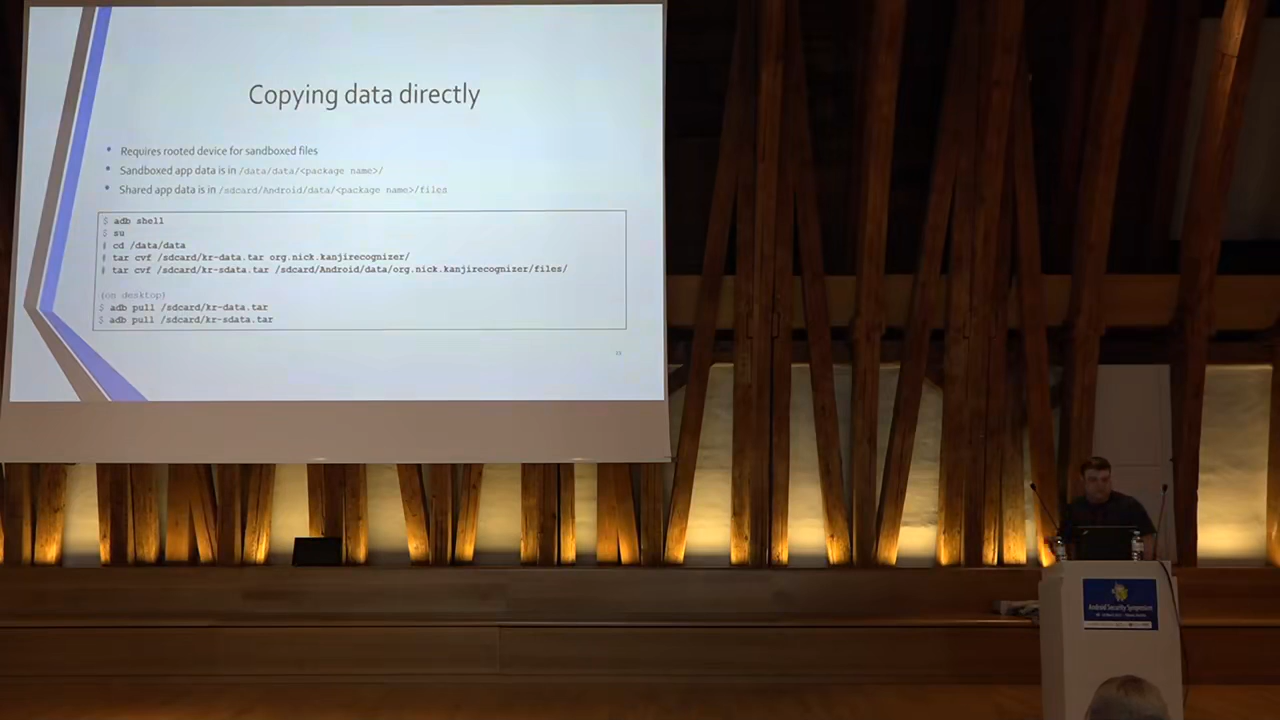 Copying data directly
• Requires rooted device for sandboxed files
• Sandboxed app data is in /data/data/<package name>/
• Shared app data is in /sdcard/Android/data/<package name>/files
$ adb shell
$ su
# cd /data/data
# tar cvf /sdcard/kr-data.tar org.nick.kanjirecognizer/
# tar cvf /sdcard/kr-sdata.tar /sdcard/Android/data/org.nick.kanjirecognizer/files/
(on desktop)
$ adb pull /sdcard/kr-data.tar
$ adb pull /sdcard/kr-sdata.tar
Android Security Symposium